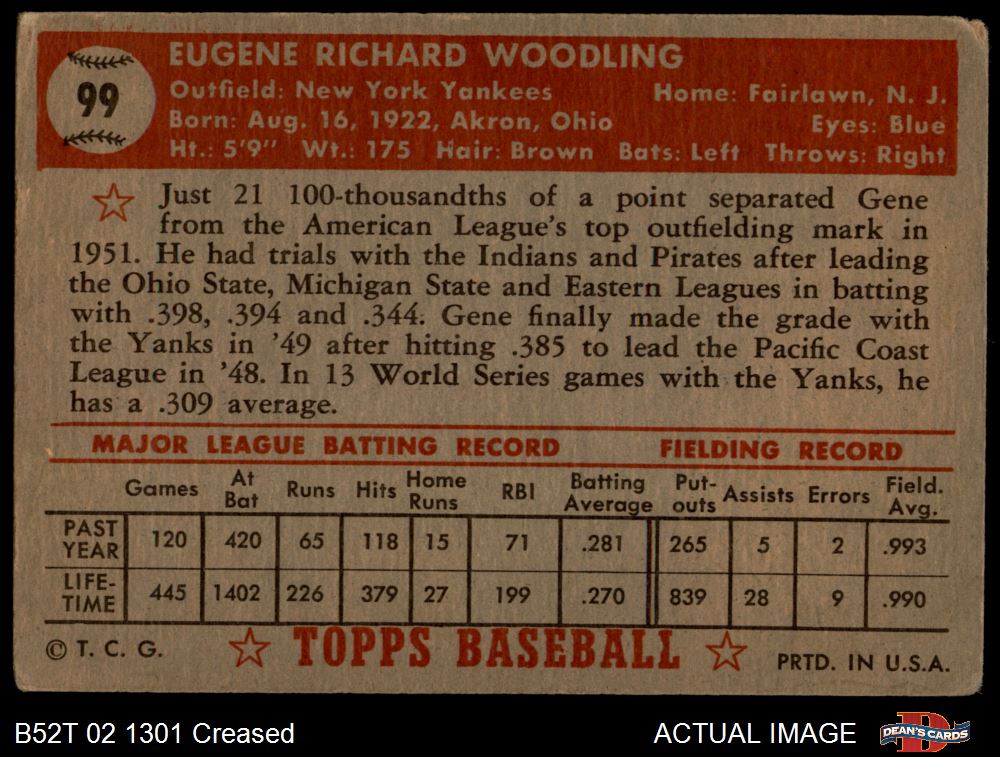 99
EUGENE RICHARD WOODLING
Outfield: New York Yankees Home: Fairlawn, N. J.
Born: Aug. 16, 1922, Akron, Ohio Eyes: Blue
Ht.: 5'9" Wt.: 175 Hair: Brown Bats: Left Throws: Right
Just 21 100-thousandths of a point separated Gene
from the American League's top outfielding mark in
1951. He had trials with the Indians and Pirates after leading
the Ohio State, Michigan State and Eastern Leagues in batting
with .398, .394 and .344. Gene finally made the grade with
the Yanks in '49 after hitting .385 to lead the Pacific Coast
League in '48. In 13 World Series games with the Yanks, he
has a .309 average.
MAJOR LEAGUE BATTING RECORD FIELDING RECORD
Games At Bat Runs Hits Home Runs RBI Batting Average Put-outs Assists Errors Field. Avg.
PAST YEAR 120 420 65 118 15 71 .281 265 5 2 .993
LIFE-TIME 445 1402 226 379 27 199 .270 839 28 9 .990
© T. C. G. TOPPS BASEBALL PRTD. IN U.S.A.
B52T 02 1301 Creased ACTUAL IMAGE DEAN'S CARDS